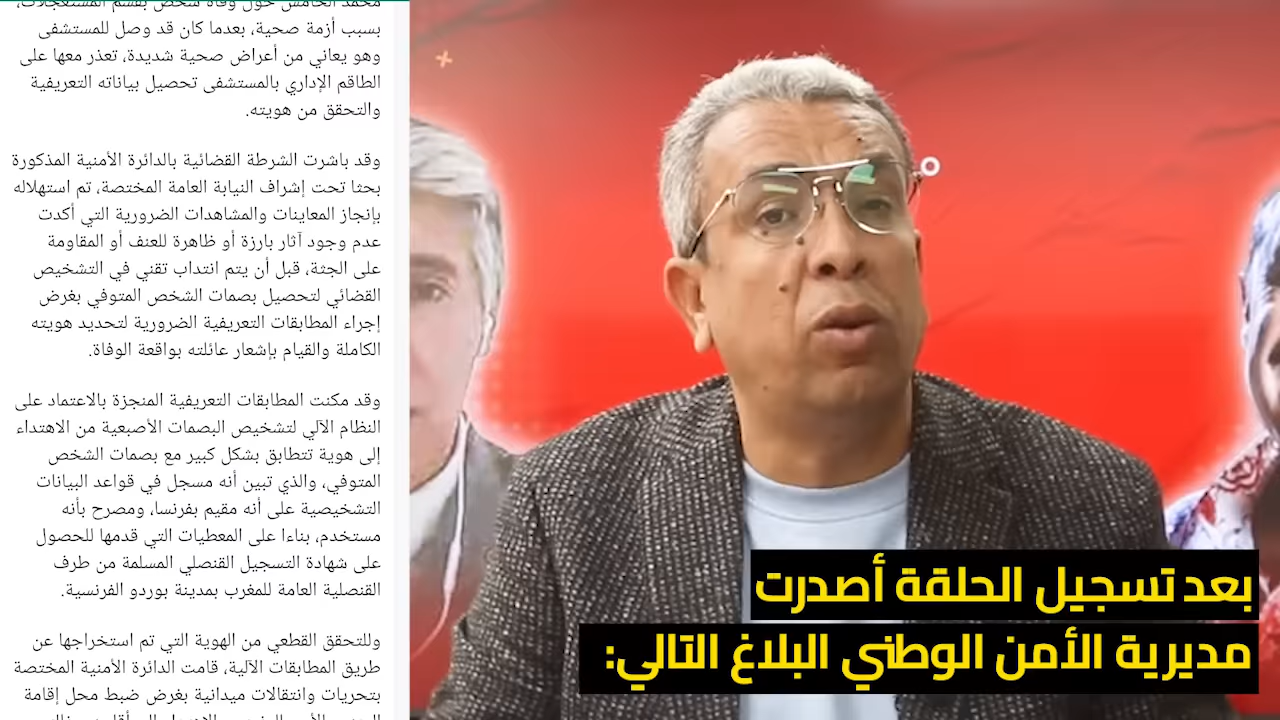 محمد الخامس حول وفاة شخص بقسم المستعجلات،
بسبب أزمة صحية، بعدما كان قد وصل للمستشفى
وهو يعاني من أعراض صحية شديدة، تعذر معها على
الطاقم الإداري بالمستشفى تحصيل بياناته التعريفية
والتحقق من هويته.
وقد باشرت الشرطة القضائية بالدائرة الأمنية المذكورة
بحثا تحت إشراف النيابة العامة المختصة، تم استهلاله
بإنجاز المعاينات والمشاهدات الضرورية التي أكدت
عدم وجود آثار بارزة أو ظاهرة للعنف أو المقاومة
على الجثة، قبل أن يتم انتداب تقني في التشخيص
القضائي لتحصيل بصمات الشخص المتوفي بغرض
إجراء المطابقات التعريفية الضرورية لتحديد هويته
الكاملة والقيام بإشعار عائلته بواقعة الوفاة.
وقد مكنت المطابقات التعريفية المنجزة بالاعتماد على
النظام الآلي لتشخيص البصمات الأصبعية من الاهتداء
إلى هوية تتطابق بشكل كبير مع بصمات الشخص
المتوفي، والذي تبين أنه مسجل في قواعد البيانات
التشخيصية على أنه مقيم بفرنسا، ومصرح بأنه
مستخدم، بناءا على المعطيات التي قدمها للحصول
على شهادة التسجيل القنصلي المسلمة من طرف
القنصلية العامة للمغرب بمدينة بوردو الفرنسية.
وللتحقق القطعي من الهوية التي تم استخراجها عن
طريق المطابقات الآلية، قامت الدائرة الأمنية المختصة
بتحريات وانتقالات ميدانية بغرض ضبط محل إقامة
بعد تسجيل الحلقة أصدرت
مديرية الأمن الوطني البلاغ التالي: